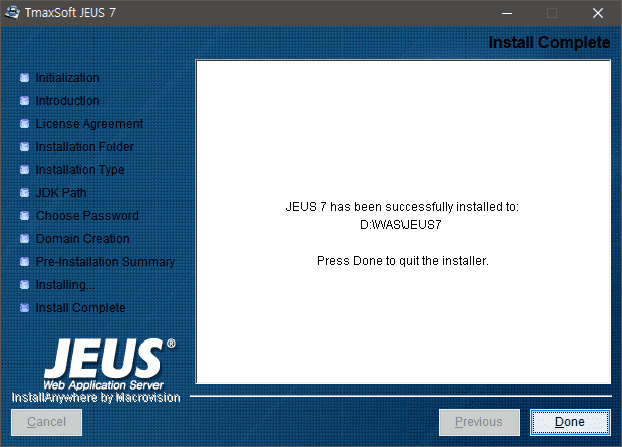 TmaxSoft JEUS 7
Install Complete
Initialization
Introduction
License Agreement
Installation Folder
Installation Type
JDK Path
Choose Password
Domain Creation
Pre-Installation Summary
Installing...
Install Complete
JEUS 7 has been successfully installed to:
D:\WAS\JEUS7
Press Done to quit the installer.
JEUS®
Web Application Server
InstallAnywhere by Macrovision
Cancel
Previous
Done